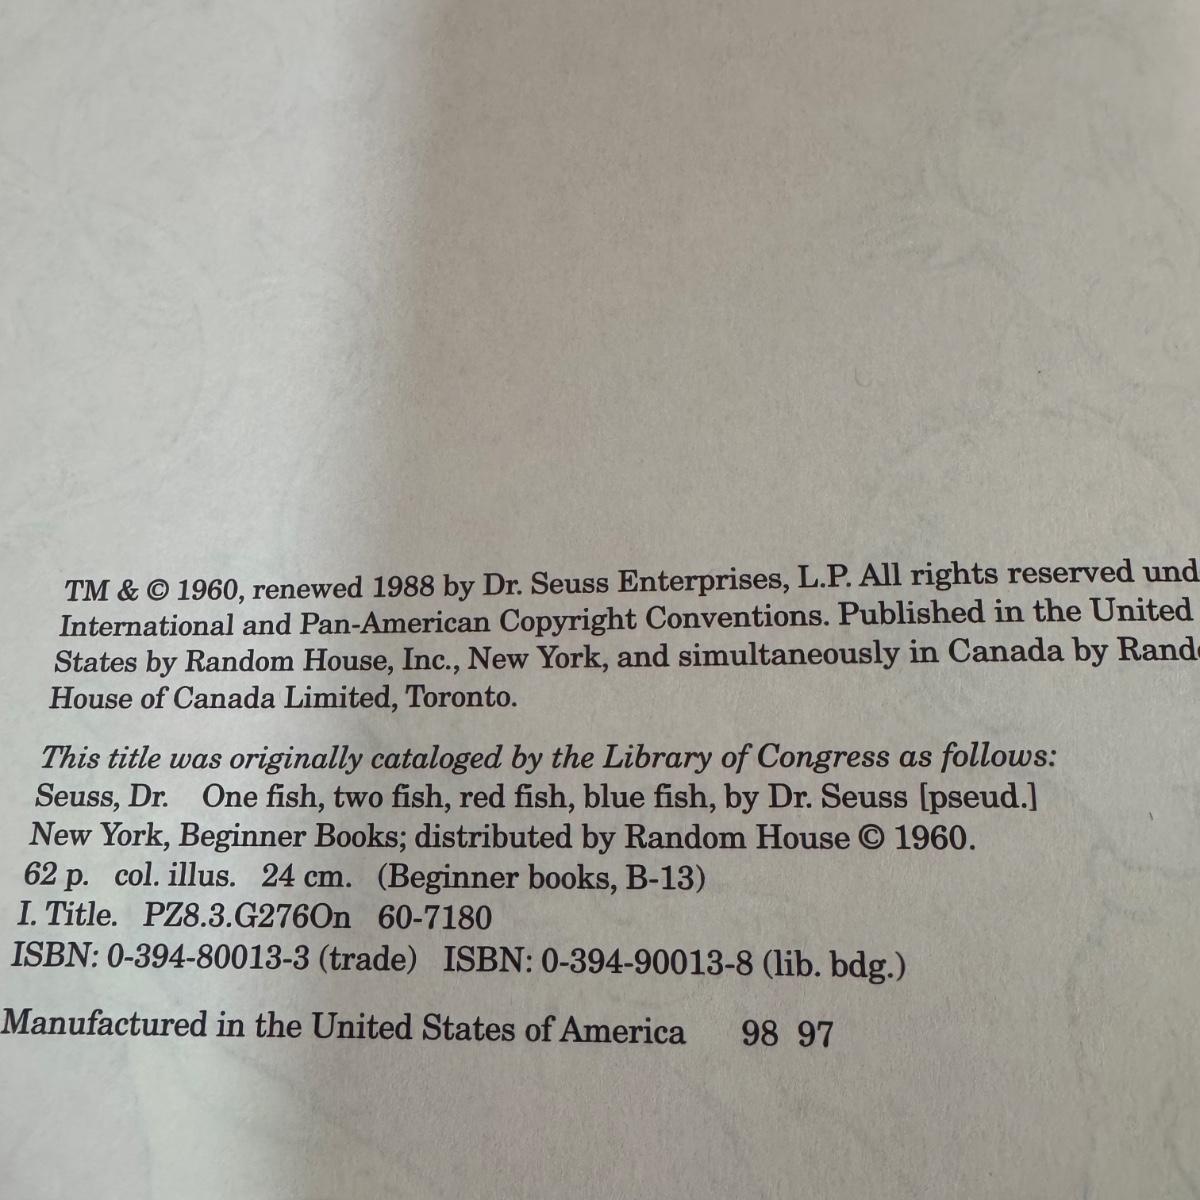 TM & © 1960, renewed 1988 by Dr. Seuss Enterprises, L.P. All rights reserved und
International and Pan-American Copyright Conventions. Published in the United
States by Random House, Inc., New York, and simultaneously in Canada by Rand
House of Canada Limited, Toronto.
This title was originally cataloged by the Library of Congress as follows:
Seuss, Dr. One fish, two fish, red fish, blue fish, by Dr. Seuss [pseud.]
New York, Beginner Books; distributed by Random House © 1960.
62 p. col. illus. 24 cm. (Beginner books, B-13)
I. Title. PZ8.3.G276On 60-7180
ISBN: 0-394-80013-3 (trade) ISBN: 0-394-90013-8 (lib. bdg.)
Manufactured in the United States of America 98 97